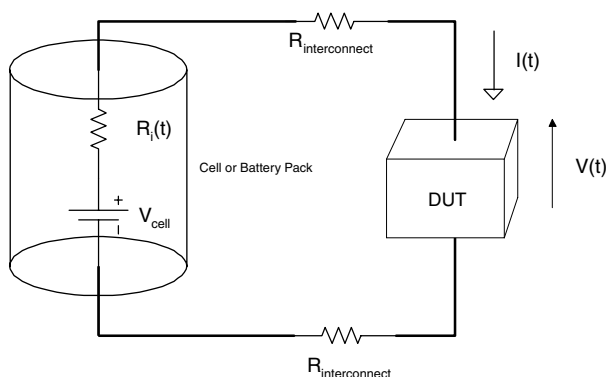 R_interconnect
I(t)
R_i(t)
Cell or Battery Pack
V(t)
DUT
+
V_cell
–
R_interconnect